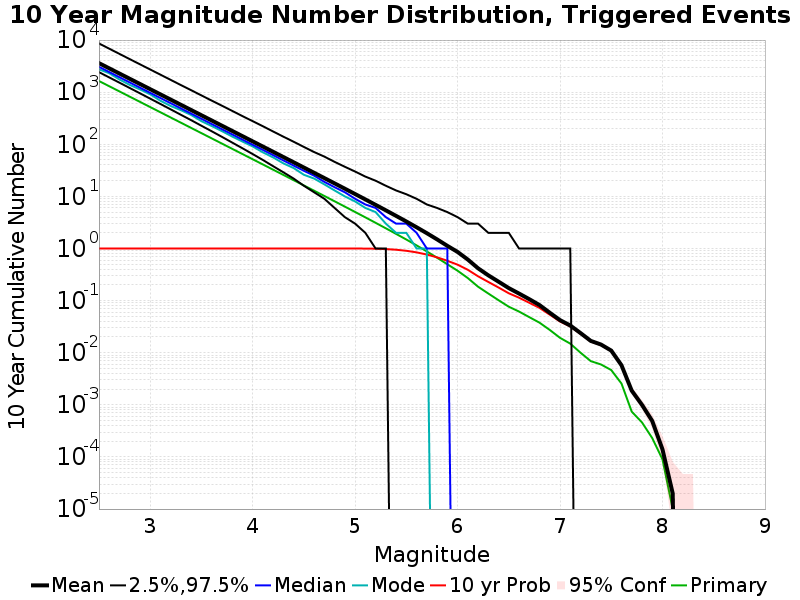 10 Year Magnitude Number Distribution, Triggered Events
10 Year Cumulative Number
10^4
10^3
10^2
10^1
10^0
10^-1
10^-2
10^-3
10^-4
10^-5
3 4 5 6 7 8 9
Magnitude
Mean 2.5%,97.5% Median Mode 10 yr Prob 95% Conf Primary